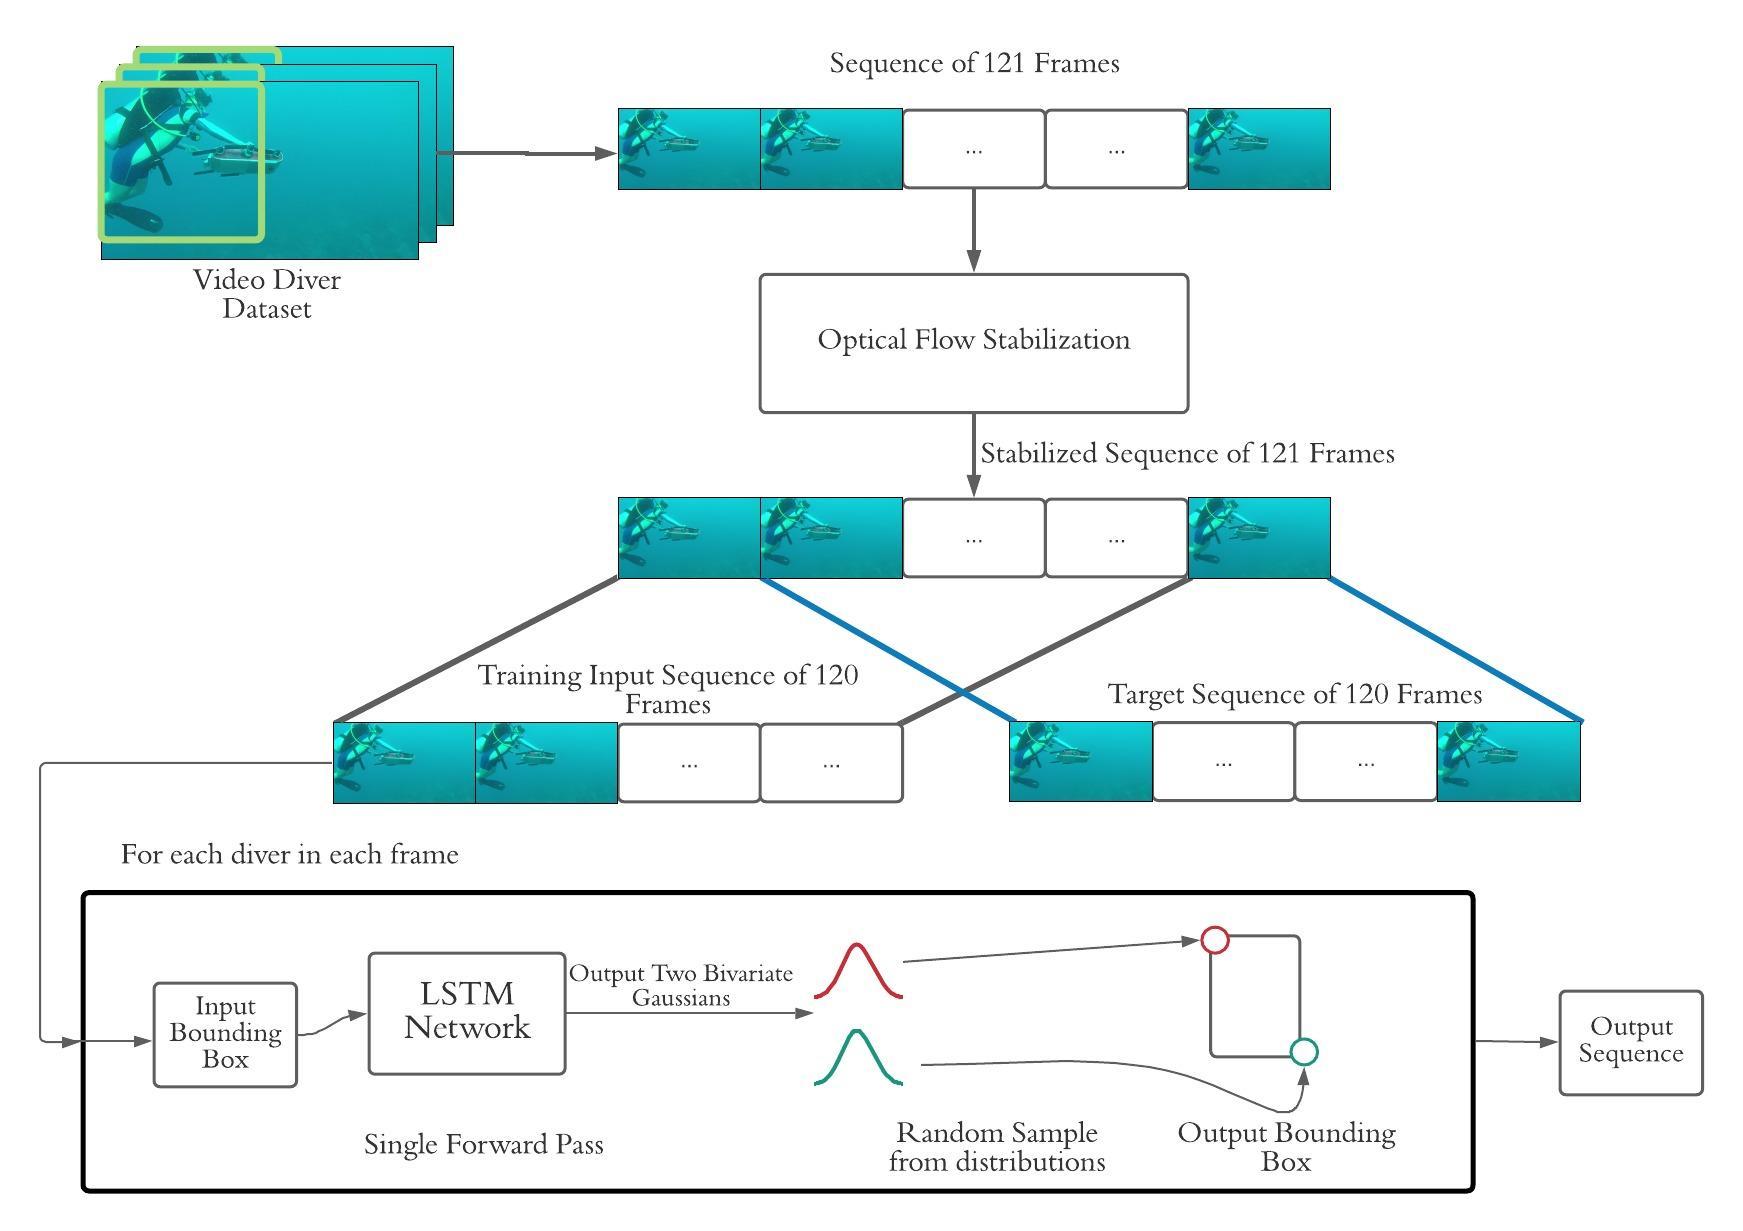 Sequence of 121 Frames
...
...
Video Diver
Dataset
Optical Flow Stabilization
Stabilized Sequence of 121 Frames
...
...
Training Input Sequence of 120
Frames
Target Sequence of 120 Frames
...
...
...
...
For each diver in each frame
Input
Bounding
Box
LSTM
Network
Output Two Bivariate
Gaussians
Single Forward Pass
Random Sample
from distributions
Output Bounding
Box
Output
Sequence